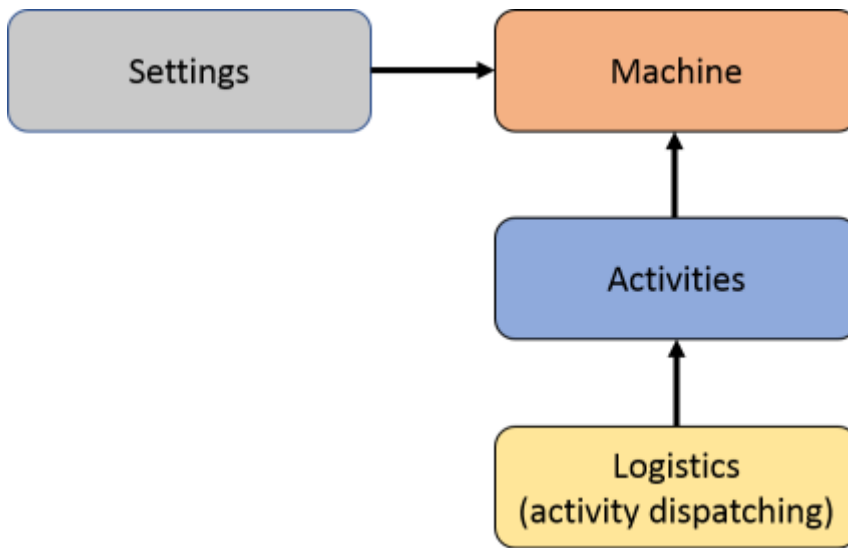 Settings
Machine
Activities
Logistics
(activity dispatching)